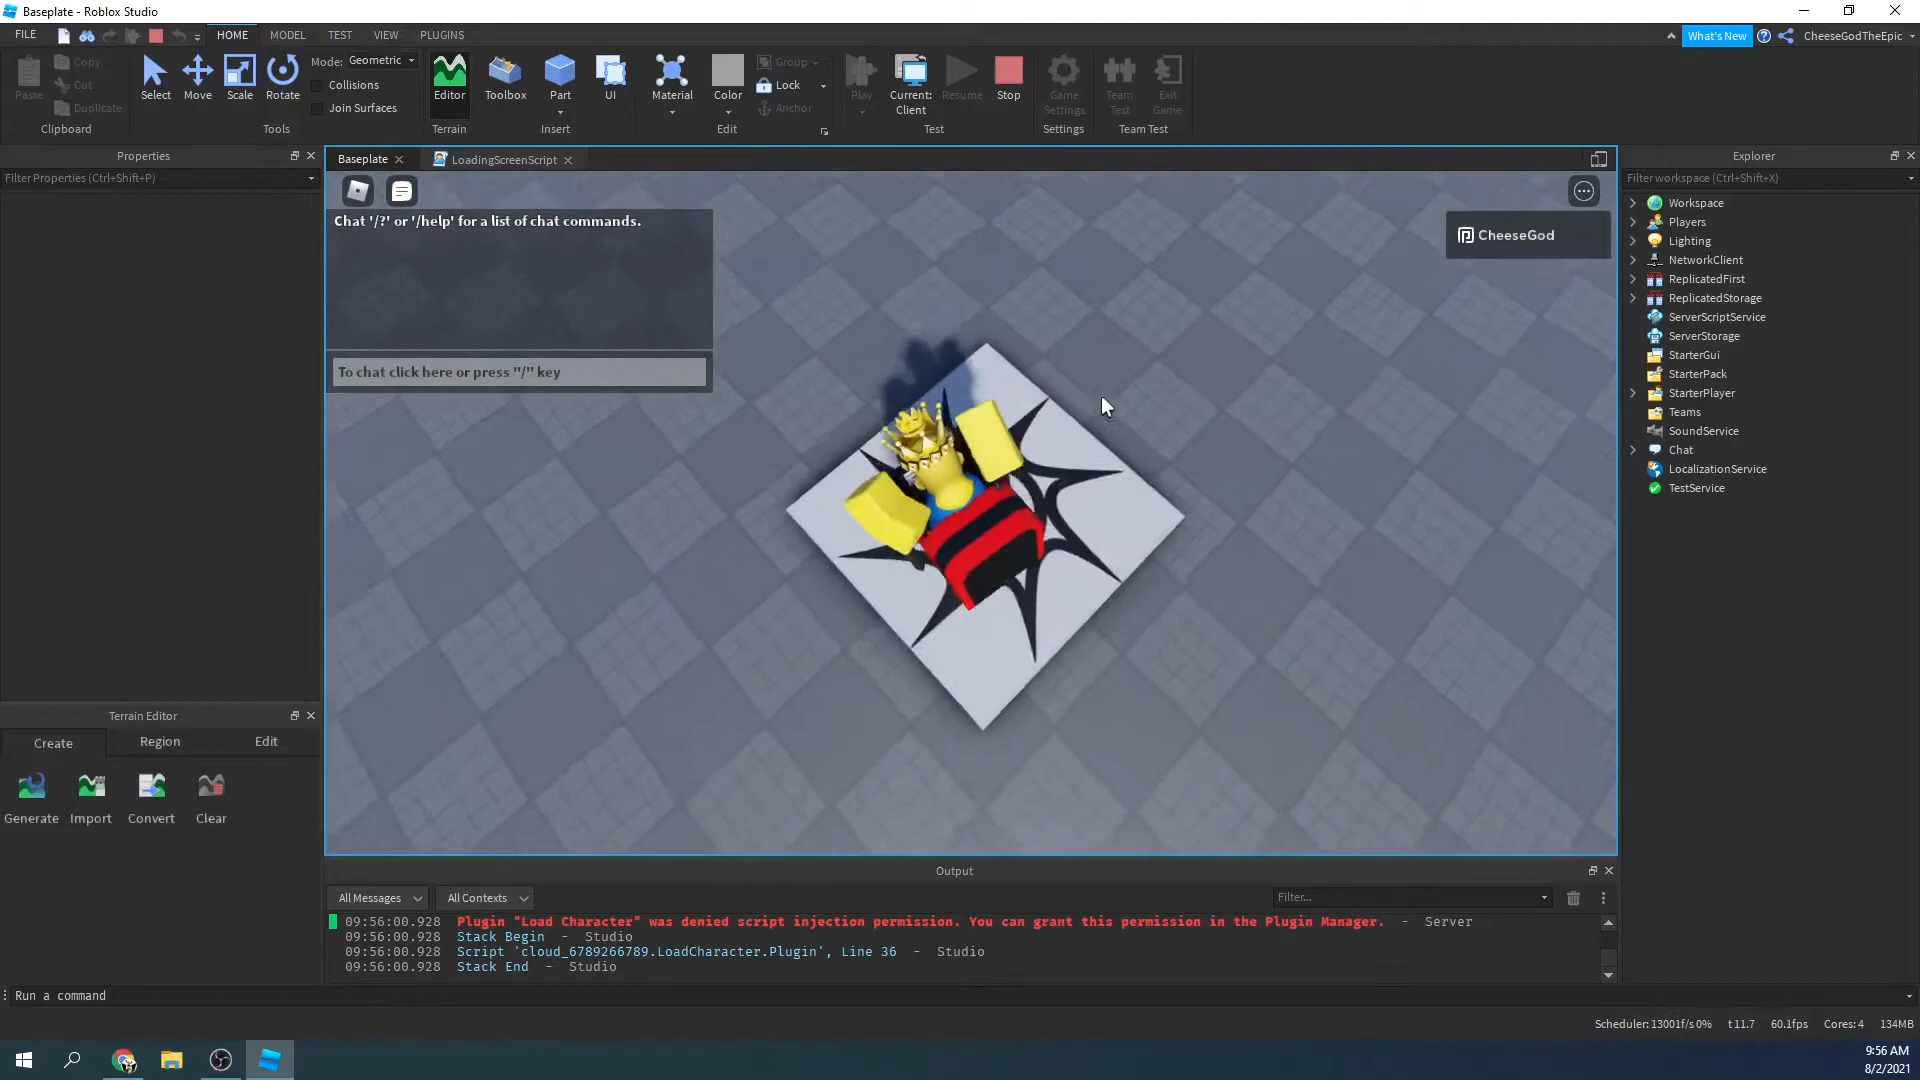 Baseplate - Roblox Studio
FILE
HOME
MODEL
TEST
VIEW
PLUGINS
What's New
CheeseGodTheEpic
Paste
Copy
Cut
Duplicate
Clipboard
Select
Move
Scale
Rotate
Mode: Geometric
Collisions
Join Surfaces
Tools
Editor
Terrain
Toolbox
Part
UI
Insert
Material
Color
Group
Lock
Anchor
Edit
Play
Current: Client
Resume
Stop
Test
Game Settings
Settings
Team Test
Exit Game
Team Test
Properties
Filter Properties (Ctrl+Shift+P)
Baseplate
LoadingScreenScript
Chat '/?' or '/help' for a list of chat commands.
To chat click here or press "/" key
CheeseGod
Explorer
Filter workspace (Ctrl+Shift+X)
Workspace
Players
Lighting
NetworkClient
ReplicatedFirst
ReplicatedStorage
ServerScriptService
ServerStorage
StarterGui
StarterPack
StarterPlayer
Teams
SoundService
Chat
LocalizationService
TestService
Terrain Editor
Create
Region
Edit
Generate
Import
Convert
Clear
Output
All Messages
All Contexts
Filter...
09:56:00.928 Plugin "Load Character" was denied script injection permission. You can grant this permission in the Plugin Manager. - Server
09:56:00.928 Stack Begin - Studio
09:56:00.928 Script 'cloud_6789266789.LoadCharacter.Plugin', Line 36 - Studio
09:56:00.928 Stack End - Studio
Run a command
Scheduler: 13001f/s 0%
t 11.7
60.1fps
Cores: 4
134MB
9:56 AM
8/2/2021